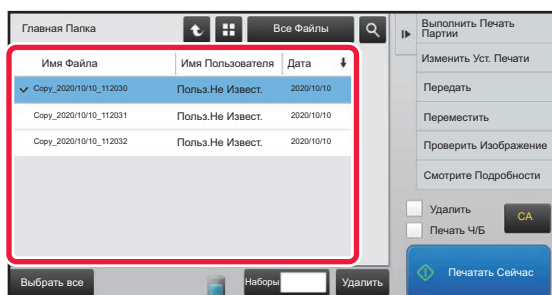 Главная Папка
Все Файлы
Имя Файла
Имя Пользователя
Дата
Copy_2020/10/10_112030
Польз.Не Извест.
2020/10/10
Copy_2020/10/10_112031
Польз.Не Извест.
2020/10/10
Copy_2020/10/10_112032
Польз.Не Извест.
2020/10/10
Выбрать все
Наборы
Удалить
Выполнить Печать
Партии
Изменить Уст. Печати
Передать
Переместить
Проверить Изображение
Смотрите Подробности
Удалить
Печать Ч/Б
CA
Печатать Сейчас